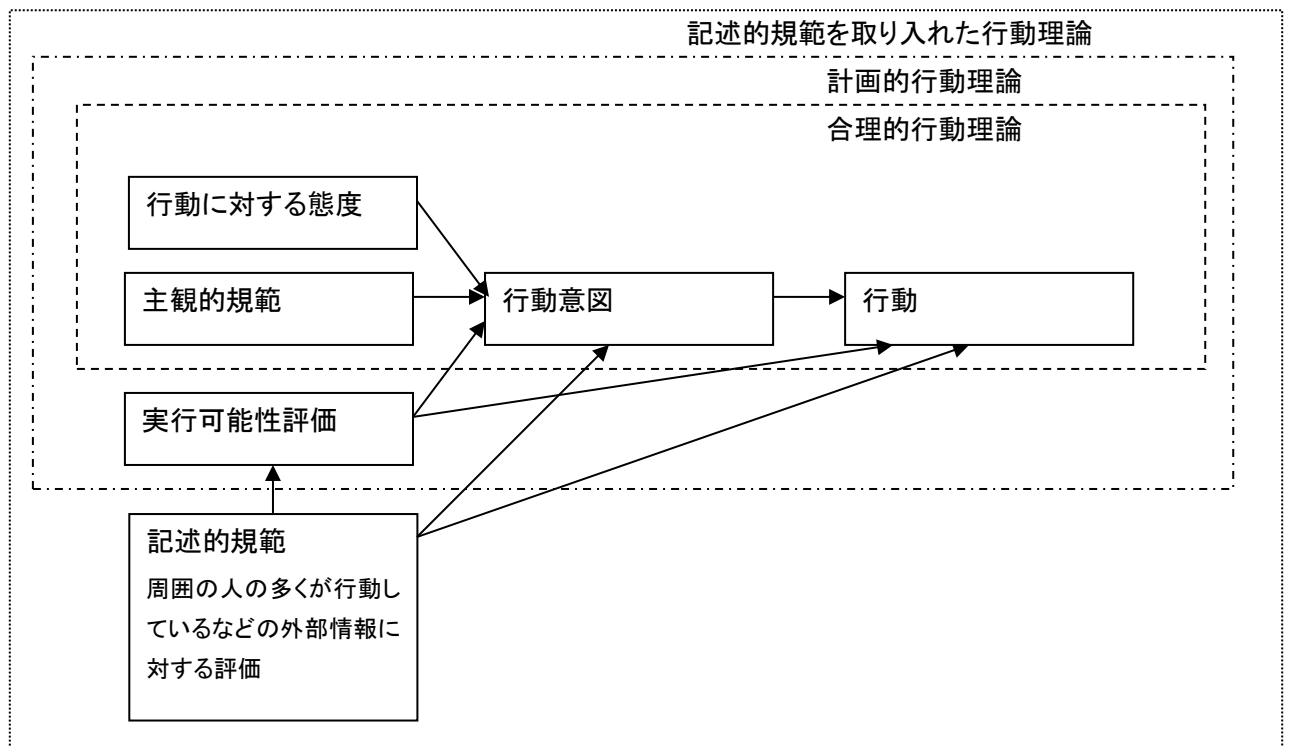 記述的規範を取り入れた行動理論
計画的行動理論
合理的行動理論
行動に対する態度
主観的規範
行動意図
行動
実行可能性評価
記述的規範
周囲の人の多くが行動し
ているなどの外部情報に
対する評価